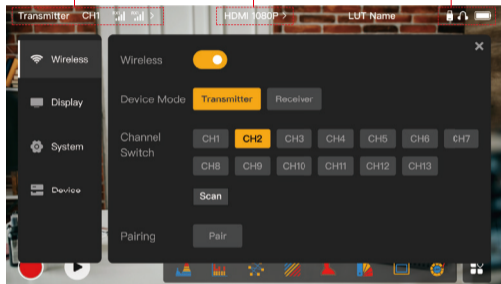 Transmitter CH1 HDMI 1080P > LUT Name
Wireless
Display
System
Device
Wireless
Device Mode Transmitter Receiver
Channel Switch
CH1 CH2 CH3 CH4 CH5 CH6 CH7
CH8 CH9 CH10 CH11 CH12 CH13
Scan
Pairing Pair